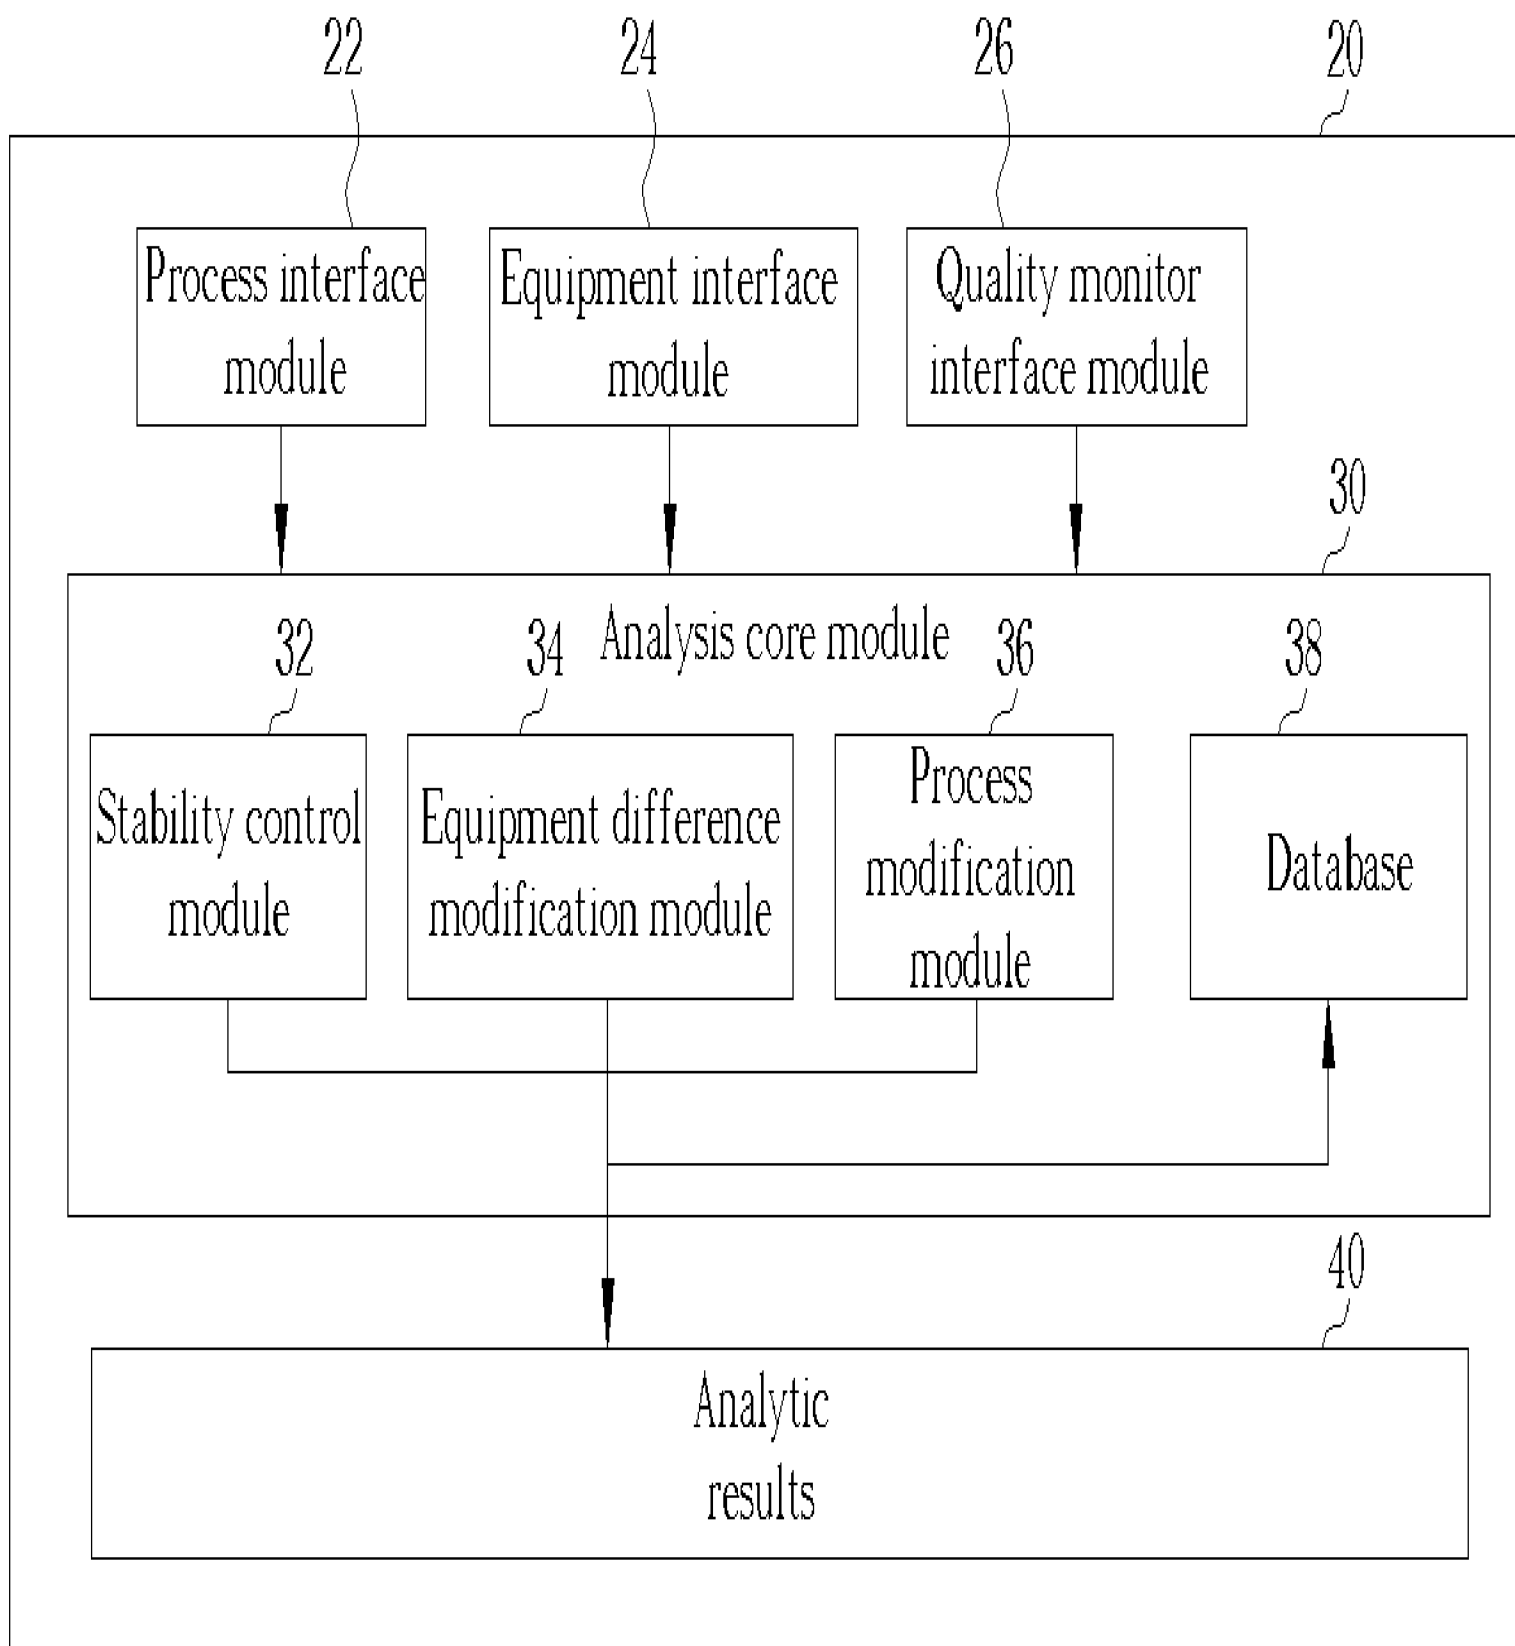 22
24
26
20
Process interface
module
Equipment interface
module
Quality monitor
interface module
30
Analysis core module
32
34
36
38
Stability control
module
Equipment difference
modification module
Process
modification
module
Database
40
Analytic
results